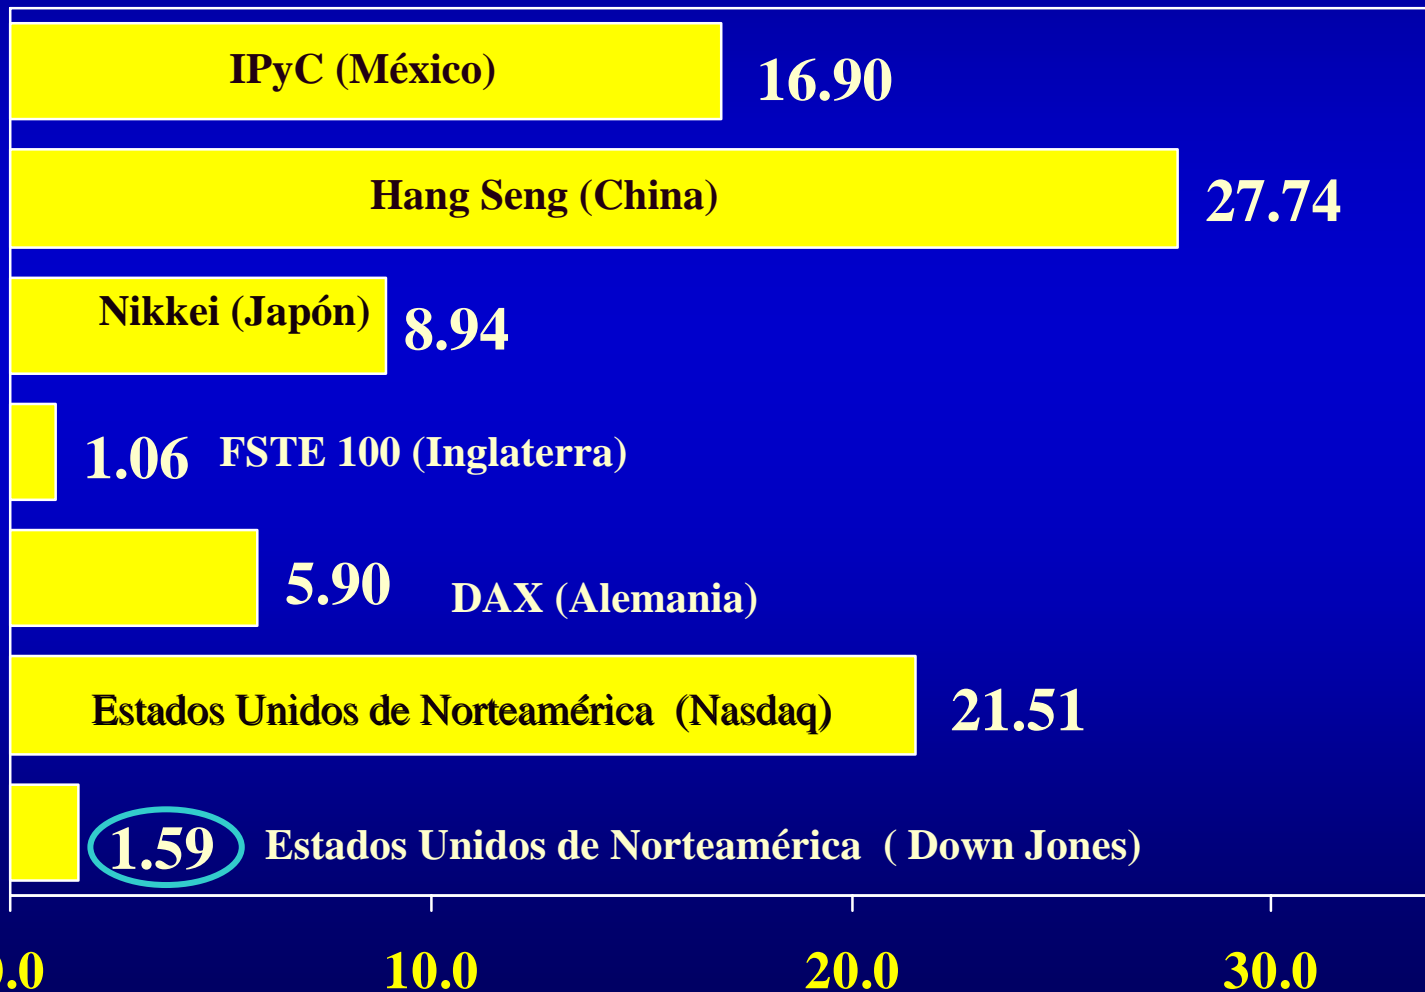 IPyC (México) 16.90
Hang Seng (China) 27.74
Nikkei (Japón) 8.94
1.06 FSTE 100 (Inglaterra)
5.90 DAX (Alemania)
Estados Unidos de Norteamérica (Nasdaq) 21.51
1.59 Estados Unidos de Norteamérica ( Down Jones)
.0 10.0 20.0 30.0